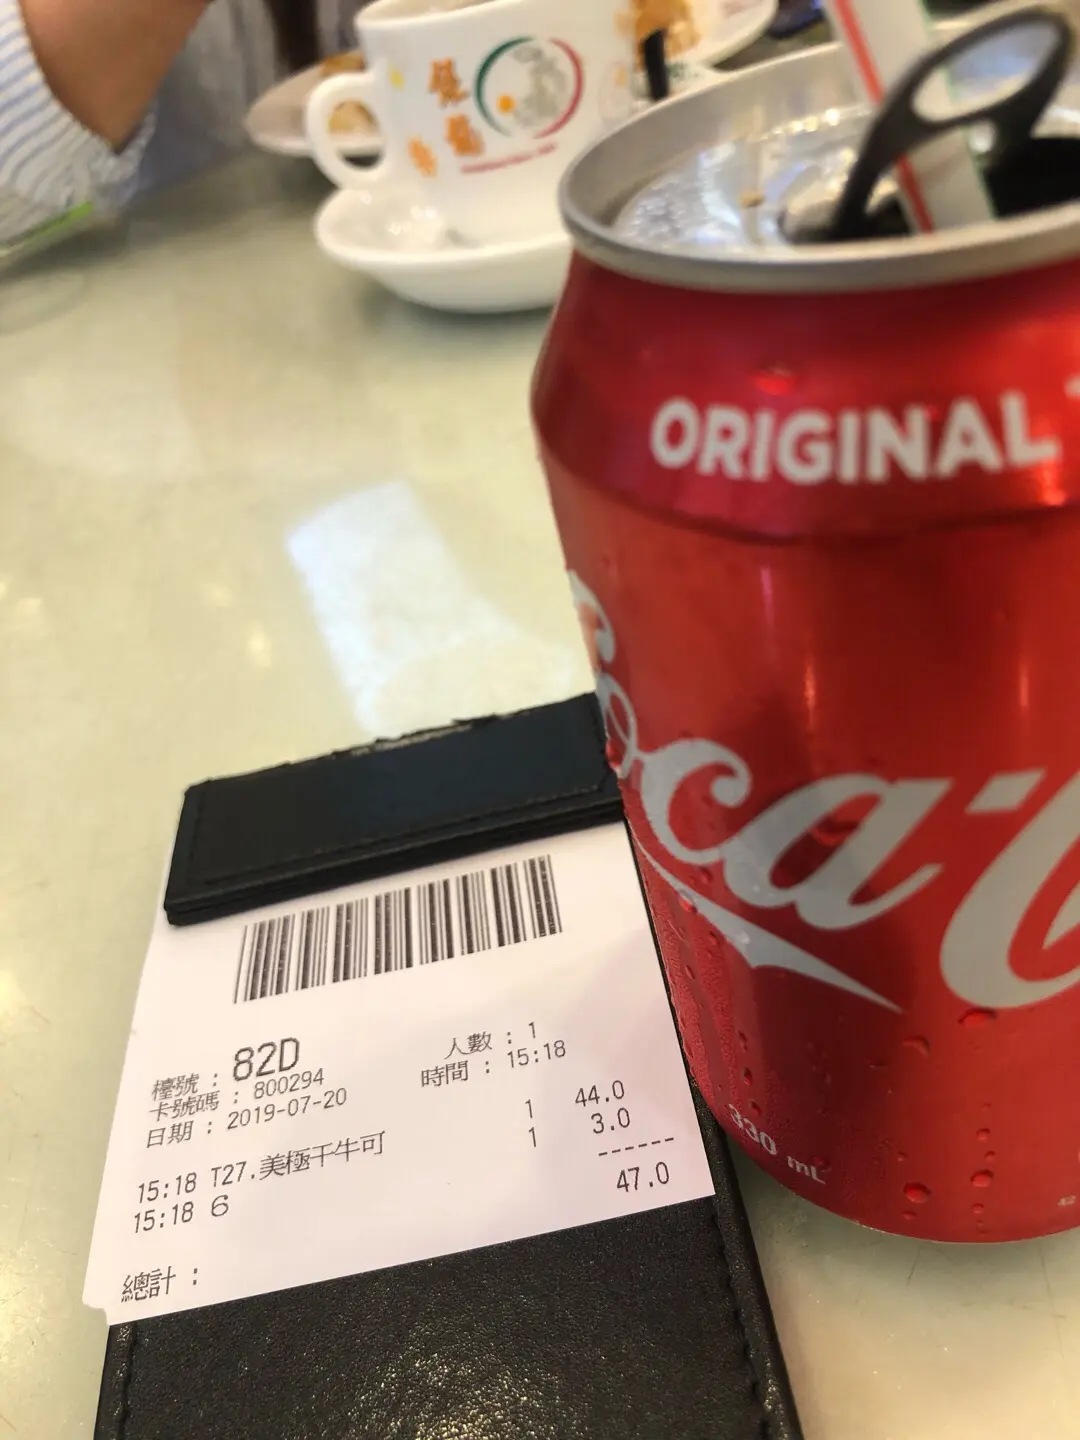 ORIGINAL
Coca-C
330 mL
檯號 : 82D 人數 : 1
卡號碼 : 800294 時間 : 15:18
日期 : 2019-07-20
15:18 T27.美極干牛可 1 44.0
15:18 6 1 3.0
------
總計 : 47.0